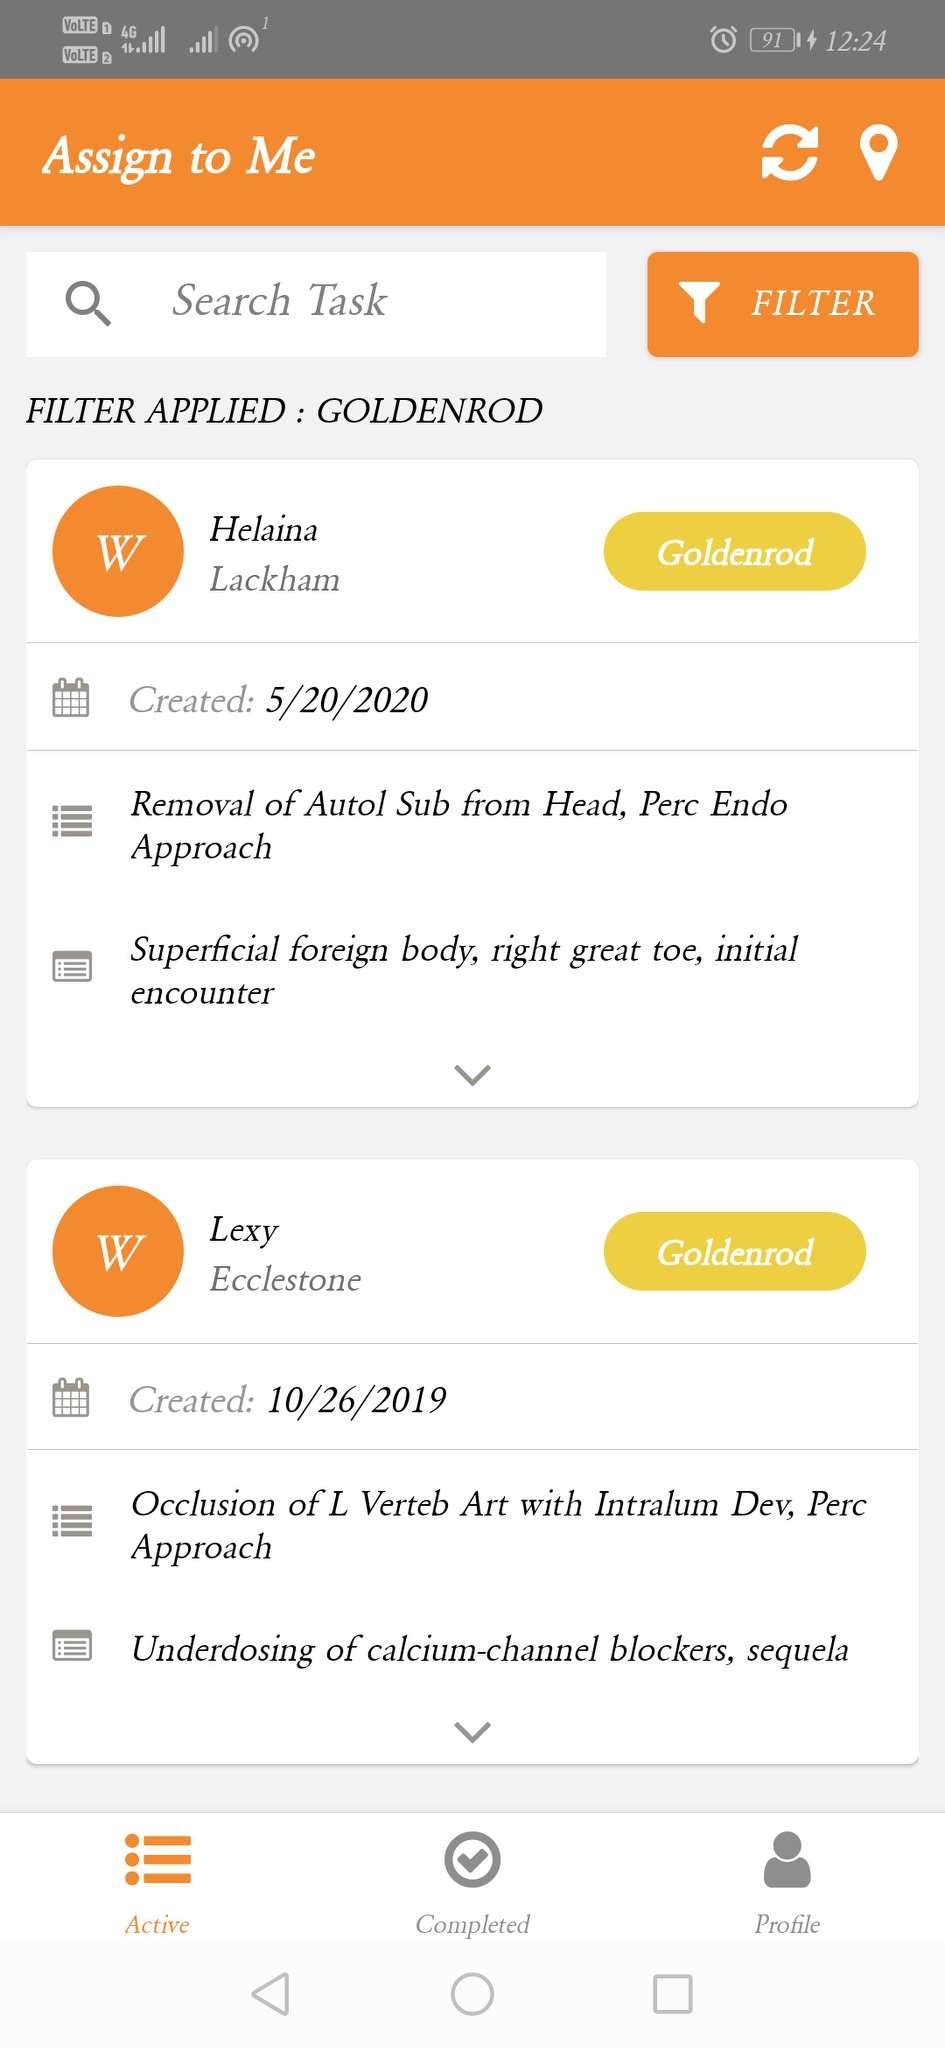 VoLTE 1 4G 1
VoLTE 2
91 12:24
Assign to Me
Search Task
FILTER
FILTER APPLIED : GOLDENROD
W
Helaina
Lackham
Goldenrod
Created: 5/20/2020
Removal of Autol Sub from Head, Perc Endo
Approach
Superficial foreign body, right great toe, initial
encounter
W
Lexy
Ecclestone
Goldenrod
Created: 10/26/2019
Occlusion of L Verteb Art with Intralum Dev, Perc
Approach
Underdosing of calcium-channel blockers, sequela
Active
Completed
Profile